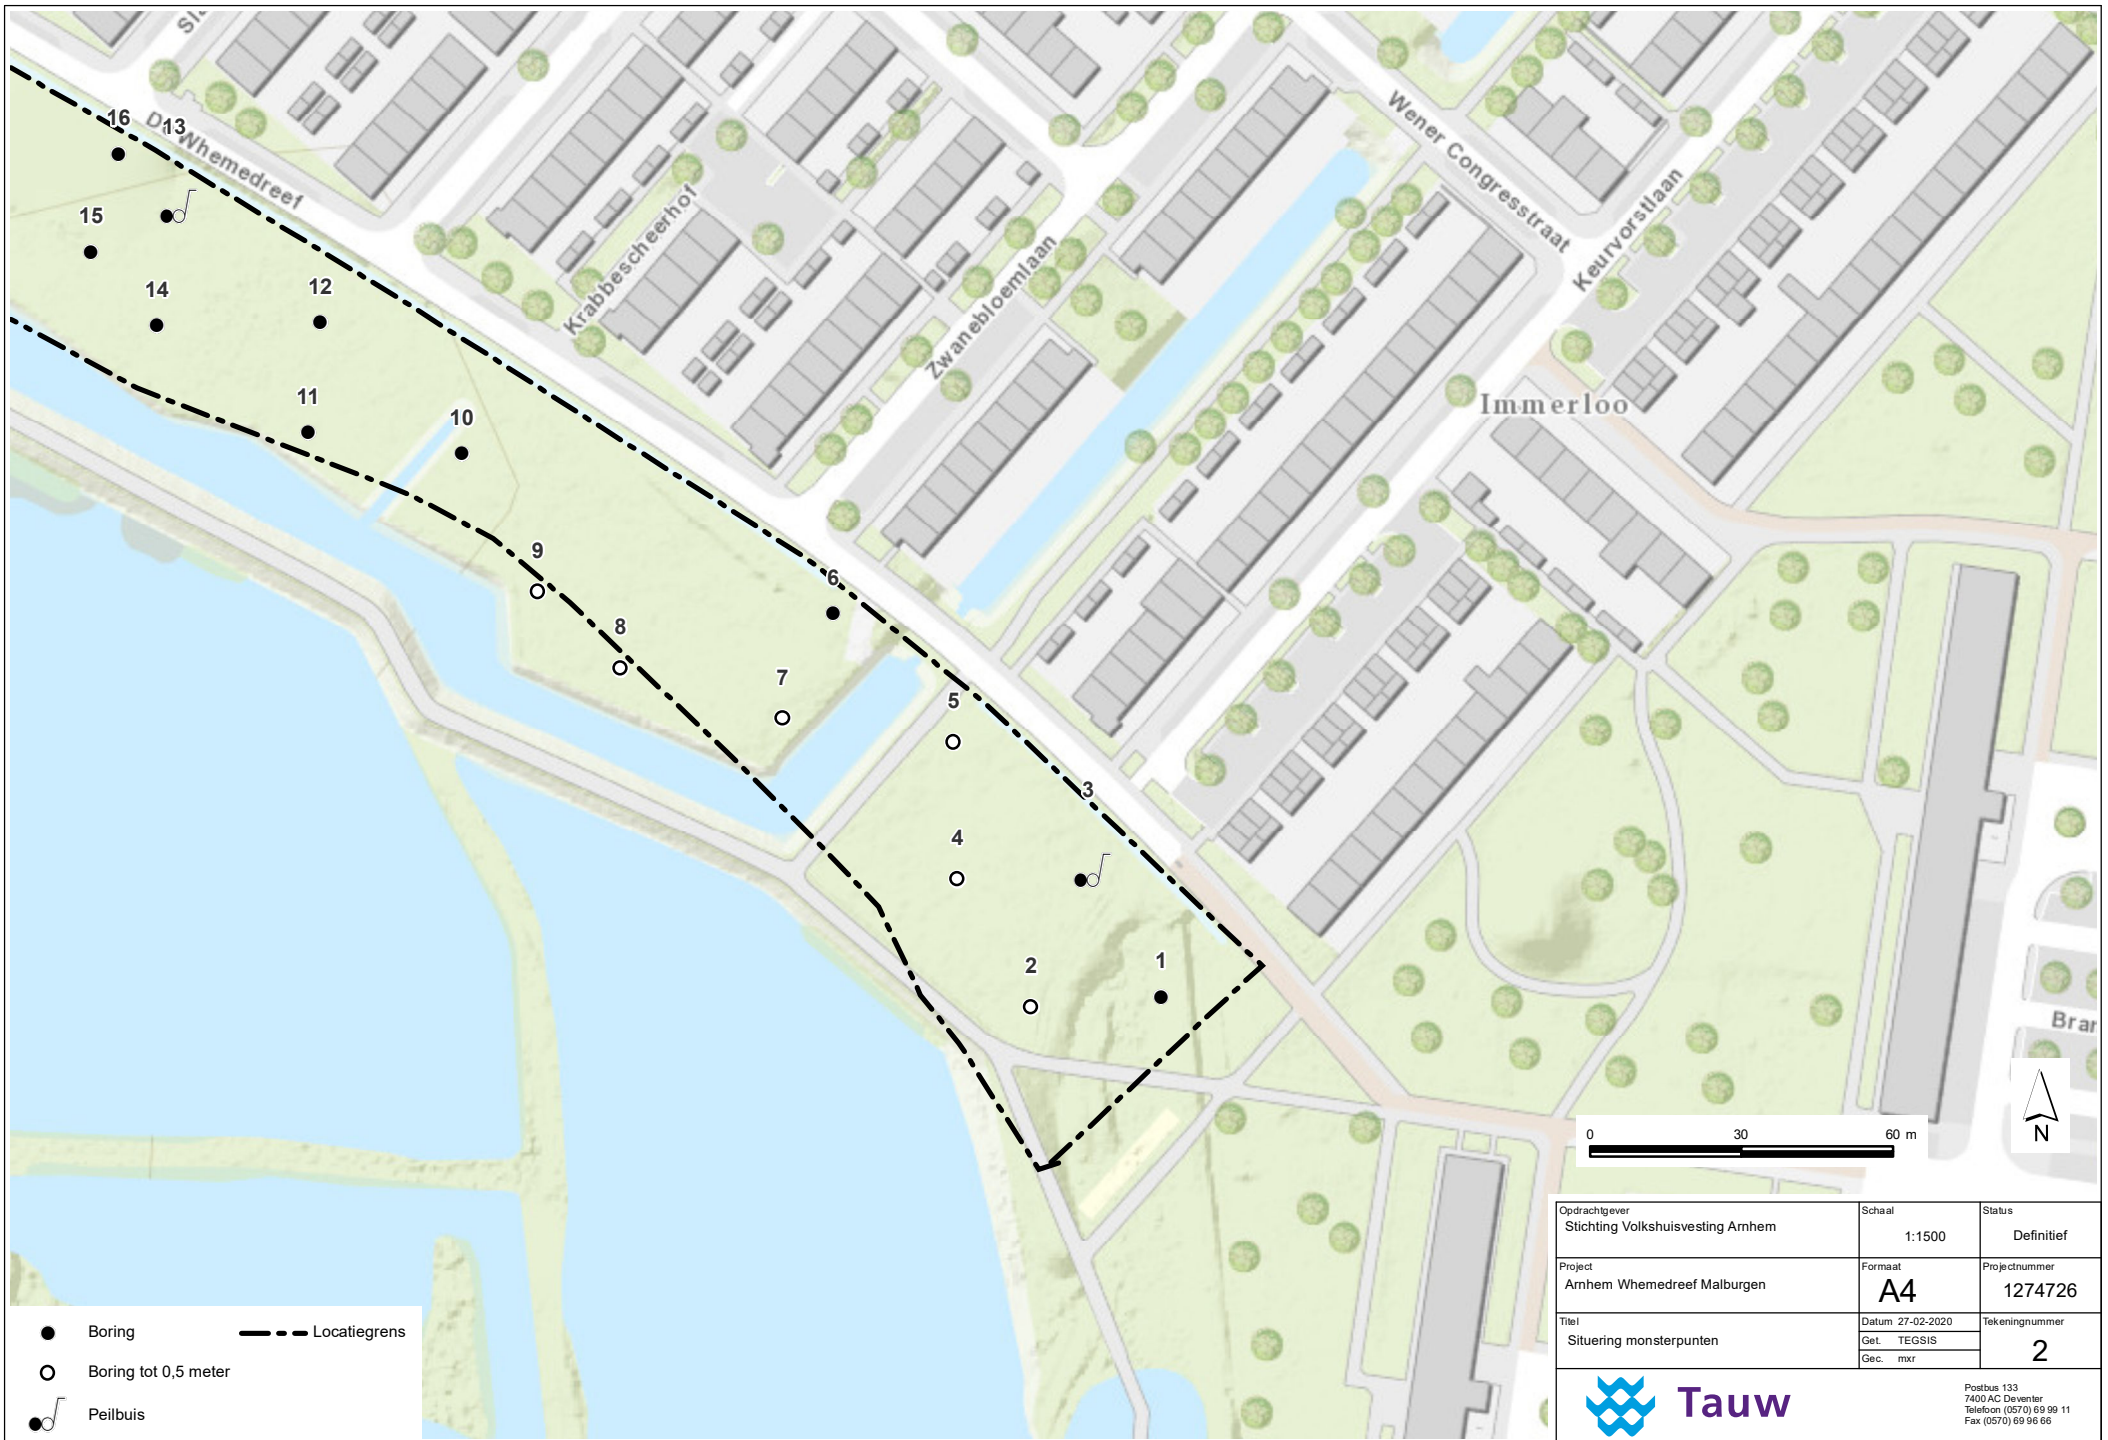 Sla
De Whemedreef
Krabbescheerhof
Zwanebloemlaan
Wener Congresstraat
Keurvorstlaan
Immerloo
Bran
16
13
15
14
12
11
10
9
8
6
7
5
3
4
2
1
0 30 60 m
N
Boring
Locatiegrens
Boring tot 0,5 meter
Peilbuis
Opdrachtgever
Stichting Volkshuisvesting Arnhem
Schaal
1:1500
Status
Definitief
Project
Arnhem Whemedreef Malburgen
Formaat
A4
Projectnummer
1274726
Titel
Situering monsterpunten
Datum 27-02-2020
Get. TEGSIS
Gec. mxr
Tekeningnummer
2
Tauw
Postbus 133
7400 AC Deventer
Telefoon (0570) 69 99 11
Fax (0570) 69 96 66